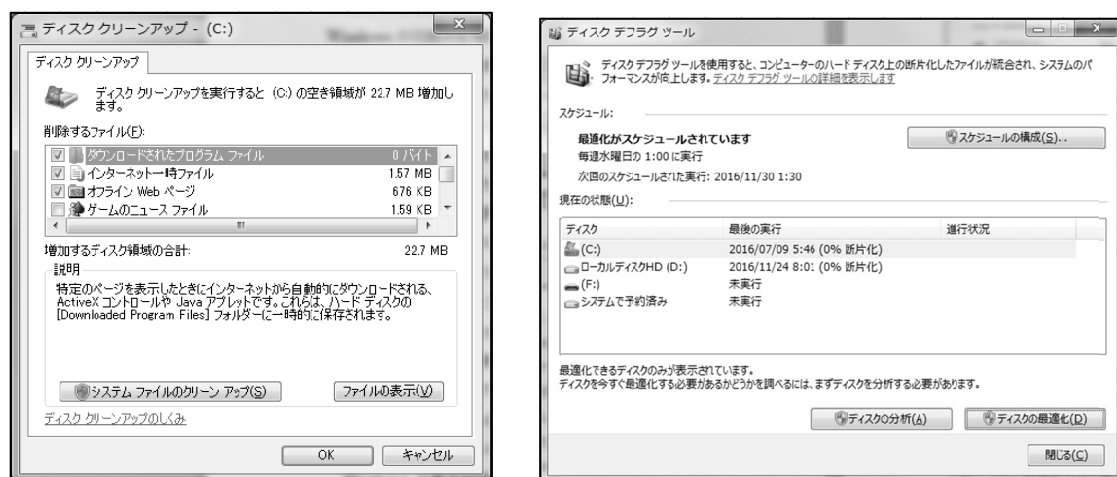 ディスク クリーンアップ - (C:)
ディスク クリーンアップ
ディスク クリーンアップを実行すると (C:) の空き領域が 22.7 MB 増加し
ます。
削除するファイル(F):
ダウンロードされたプログラム ファイル 0 バイト
インターネット一時ファイル 1.57 MB
オフライン Web ページ 676 KB
ゲームのニュース ファイル 1.59 KB
増加するディスク領域の合計: 22.7 MB
説明
特定のページを表示したときにインターネットから自動的にダウンロードされる、
ActiveX コントロールや Java アプレットです。これらは、ハード ディスクの
[Downloaded Program Files] フォルダーに一時的に保存されます。
システム ファイルのクリーン アップ(S)
ファイルの表示(V)
ディスク クリーンアップのしくみ
OK
キャンセル
ディスク デフラグ ツール
ディスク デフラグ ツールを使用すると、コンピューターのハード ディスク上の断片化したファイルが統合され、システムのパ
フォーマンスが向上します。ディスク デフラグ ツールの詳細を表示します
スケジュール:
最適化がスケジュールされています
スケジュールの構成(S)...
毎週水曜日の 1:00 に実行
次回のスケジュールされた実行: 2016/11/30 1:30
現在の状態(U):
ディスク 最後の実行 進行状況
(C:) 2016/07/09 5:46 (0% 断片化)
ローカルディスクHD (D:) 2016/11/24 8:01 (0% 断片化)
(F:) 未実行
システムで予約済み 未実行
最適化できるディスクのみが表示されています。
ディスクを今すぐ最適化する必要があるかどうかを調べるには、まずディスクを分析する必要があります。
ディスクの分析(A)
ディスクの最適化(D)
閉じる(C)